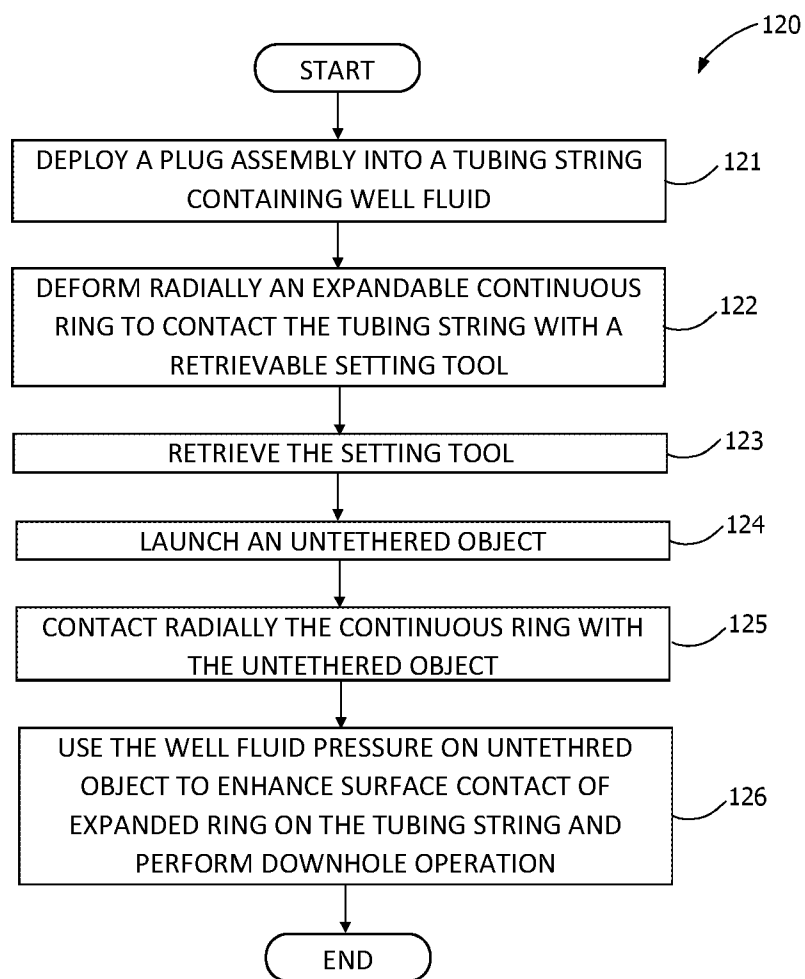 120
START
DEPLOY A PLUG ASSEMBLY INTO A TUBING STRING
CONTAINING WELL FLUID
121
DEFORM RADIALLY AN EXPANDABLE CONTINUOUS
RING TO CONTACT THE TUBING STRING WITH A
RETRIEVABLE SETTING TOOL
122
RETRIEVE THE SETTING TOOL
123
LAUNCH AN UNTETHERED OBJECT
124
CONTACT RADIALLY THE CONTINUOUS RING WITH
THE UNTETHERED OBJECT
125
USE THE WELL FLUID PRESSURE ON UNTETHRED
OBJECT TO ENHANCE SURFACE CONTACT OF
EXPANDED RING ON THE TUBING STRING AND
PERFORM DOWNHOLE OPERATION
126
END